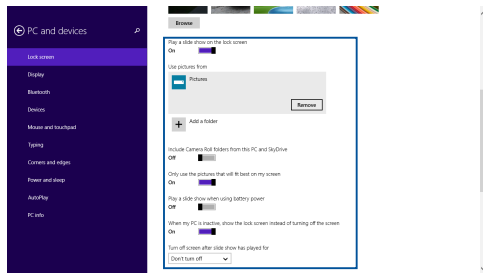 PC and devices
Lock screen
Display
Bluetooth
Devices
Mouse and touchpad
Typing
Corners and edges
Power and sleep
AutoPlay
PC info
Browse
Play a slide show on the lock screen
On
Use pictures from
Pictures
Remove
Add a folder
Include Camera Roll folders from this PC and SkyDrive
Off
Only use the pictures that will fit best on my screen
On
Play a slide show when using battery power
Off
When my PC is inactive, show the lock screen instead of turning off the screen
On
Turn off screen after slide show has played for
Don't turn off